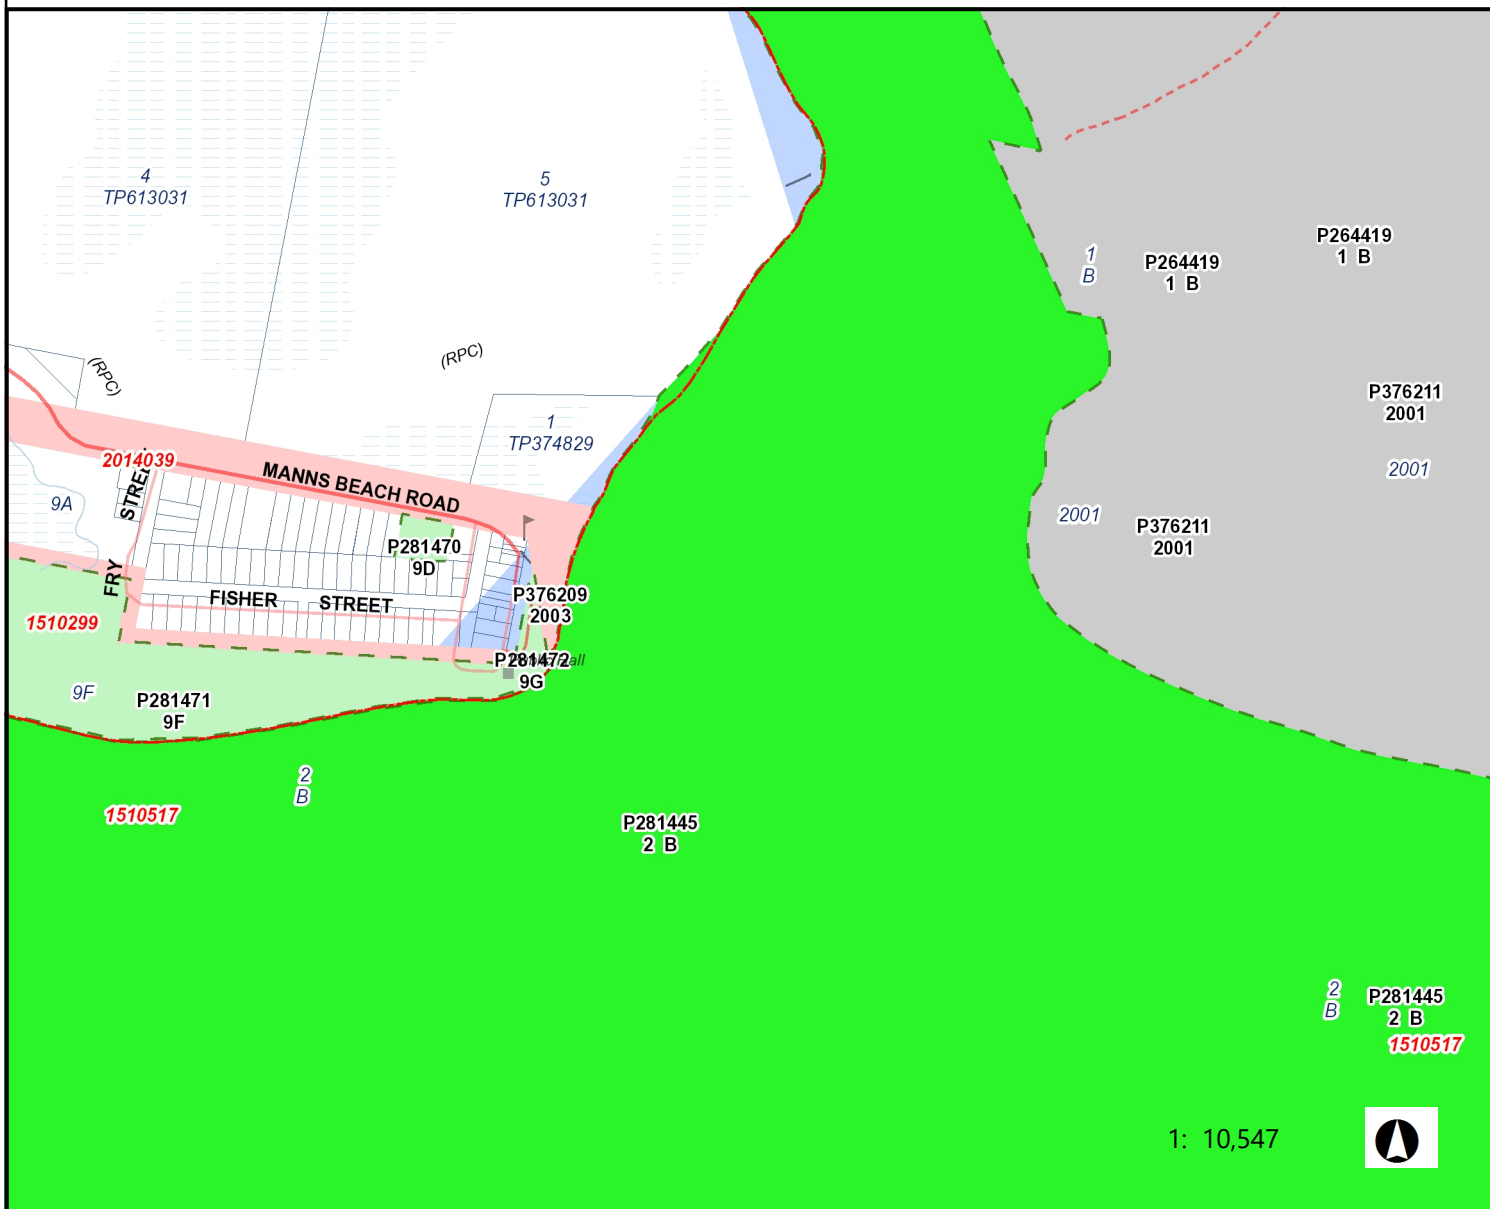 4
TP613031
5
TP613031
1
B
P264419
1 B
P264419
1 B
(RPC)
(RPC)
P376211
2001
2001
1
TP374829
2014039
MANNS BEACH ROAD
STREET
9A
2001
P376211
2001
P281470
9D
FRY
FISHER STREET
P376209
2003
1510299
P281472
9G
9F
P281471
9F
2
B
1510517
P281445
2 B
2
B
P281445
2 B
1510517
1: 10,547